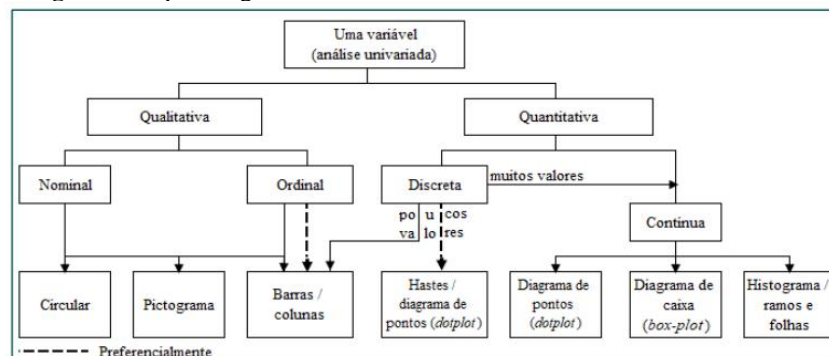 Uma variável
(análise univariada)
Qualitativa
Quantitativa
Nominal
Ordinal
Discreta
muitos valores
po u cos
va lo res
Contínua
Circular
Pictograma
Barras /
colunas
Hastes /
diagrama de
pontos (dotplot)
Diagrama de
pontos
(dotplot)
Diagrama de
caixa
(box-plot)
Histograma /
ramos e
folhas
Preferencialmente